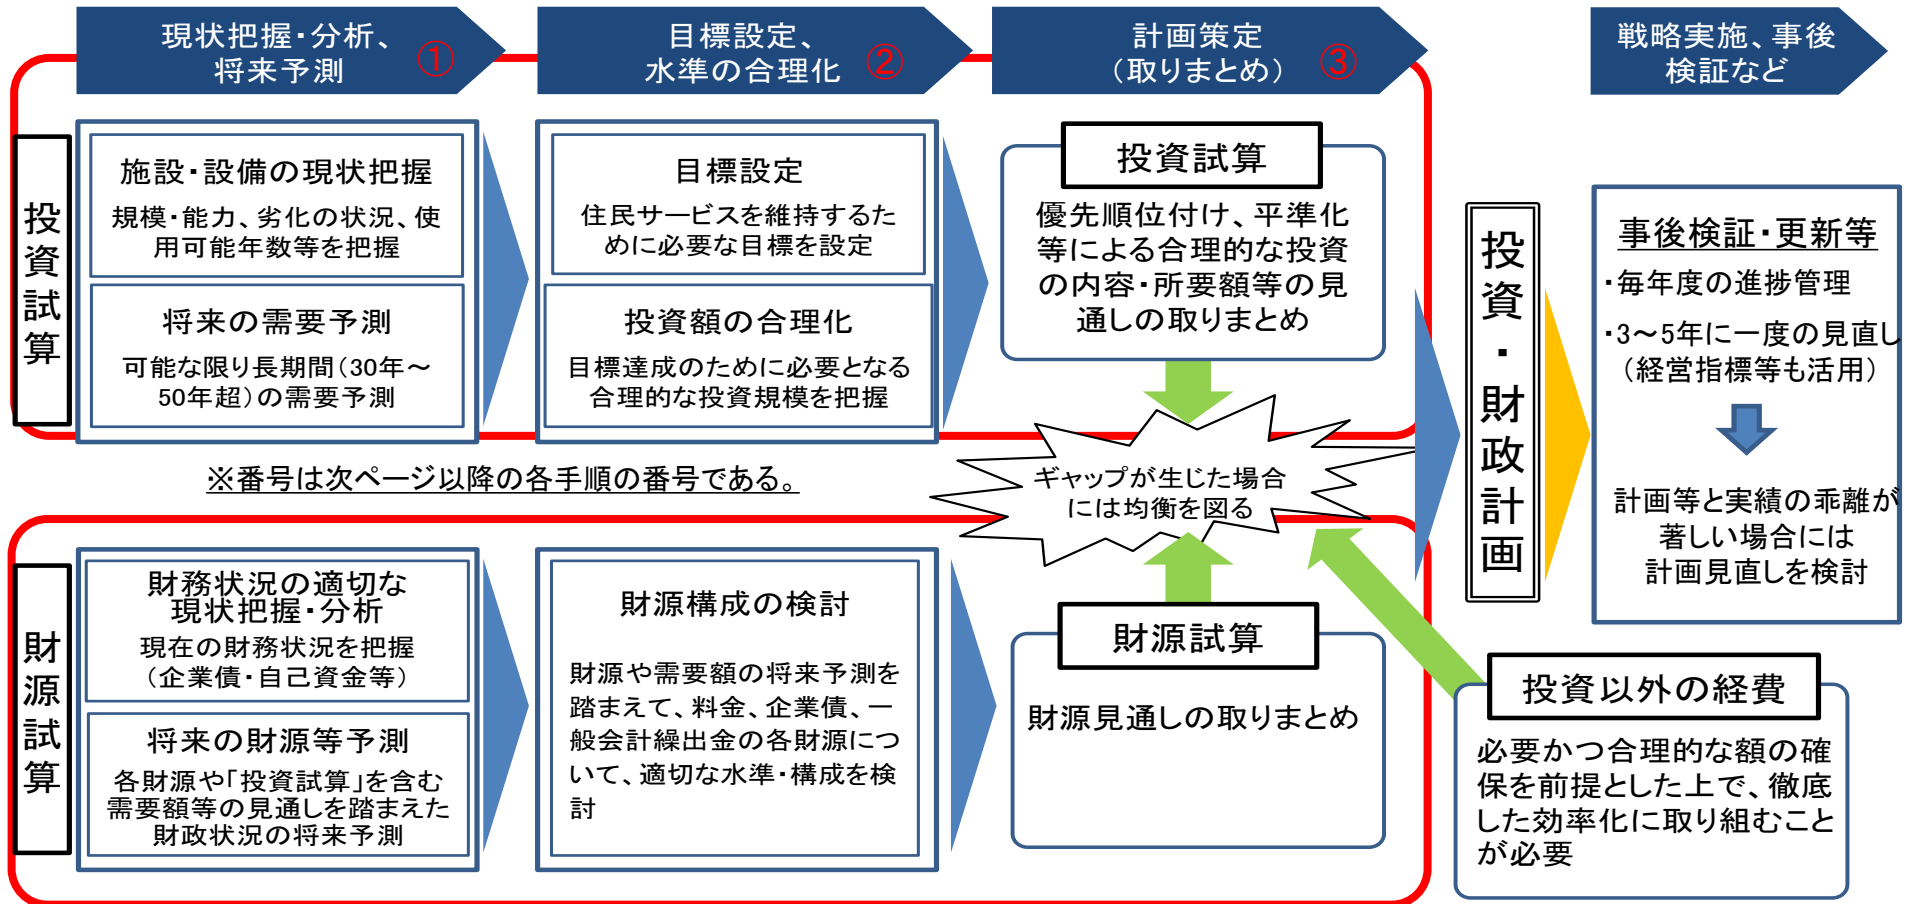 現状把握・分析、
将来予測 ①
目標設定、
水準の合理化 ②
計画策定
（取りまとめ） ③
戦略実施、事後
検証など
投資試算
施設・設備の現状把握
規模・能力、劣化の状況、使
用可能年数等を把握
将来の需要予測
可能な限り長期間（30年～
50年超）の需要予測
目標設定
住民サービスを維持するた
めに必要な目標を設定
投資額の合理化
目標達成のために必要となる
合理的な投資規模を把握
投資試算
優先順位付け、平準化
等による合理的な投資
の内容・所要額等の見
通しの取りまとめ
ギャップが生じた場合
には均衡を図る
※番号は次ページ以降の各手順の番号である。
財源試算
財務状況の適切な
現状把握・分析
現在の財務状況を把握
（企業債・自己資金等）
将来の財源等予測
各財源や「投資試算」を含む
需要額等の見通しを踏まえた
財政状況の将来予測
財源構成の検討
財源や需要額の将来予測を
踏まえて、料金、企業債、一
般会計繰出金の各財源につ
いて、適切な水準・構成を検
討
財源試算
財源見通しの取りまとめ
投資・財政計画
事後検証・更新等
・毎年度の進捗管理
・3～5年に一度の見直し
（経営指標等も活用）
計画等と実績の乖離が
著しい場合には
計画見直しを検討
投資以外の経費
必要かつ合理的な額の確
保を前提とした上で、徹底
した効率化に取り組むこと
が必要